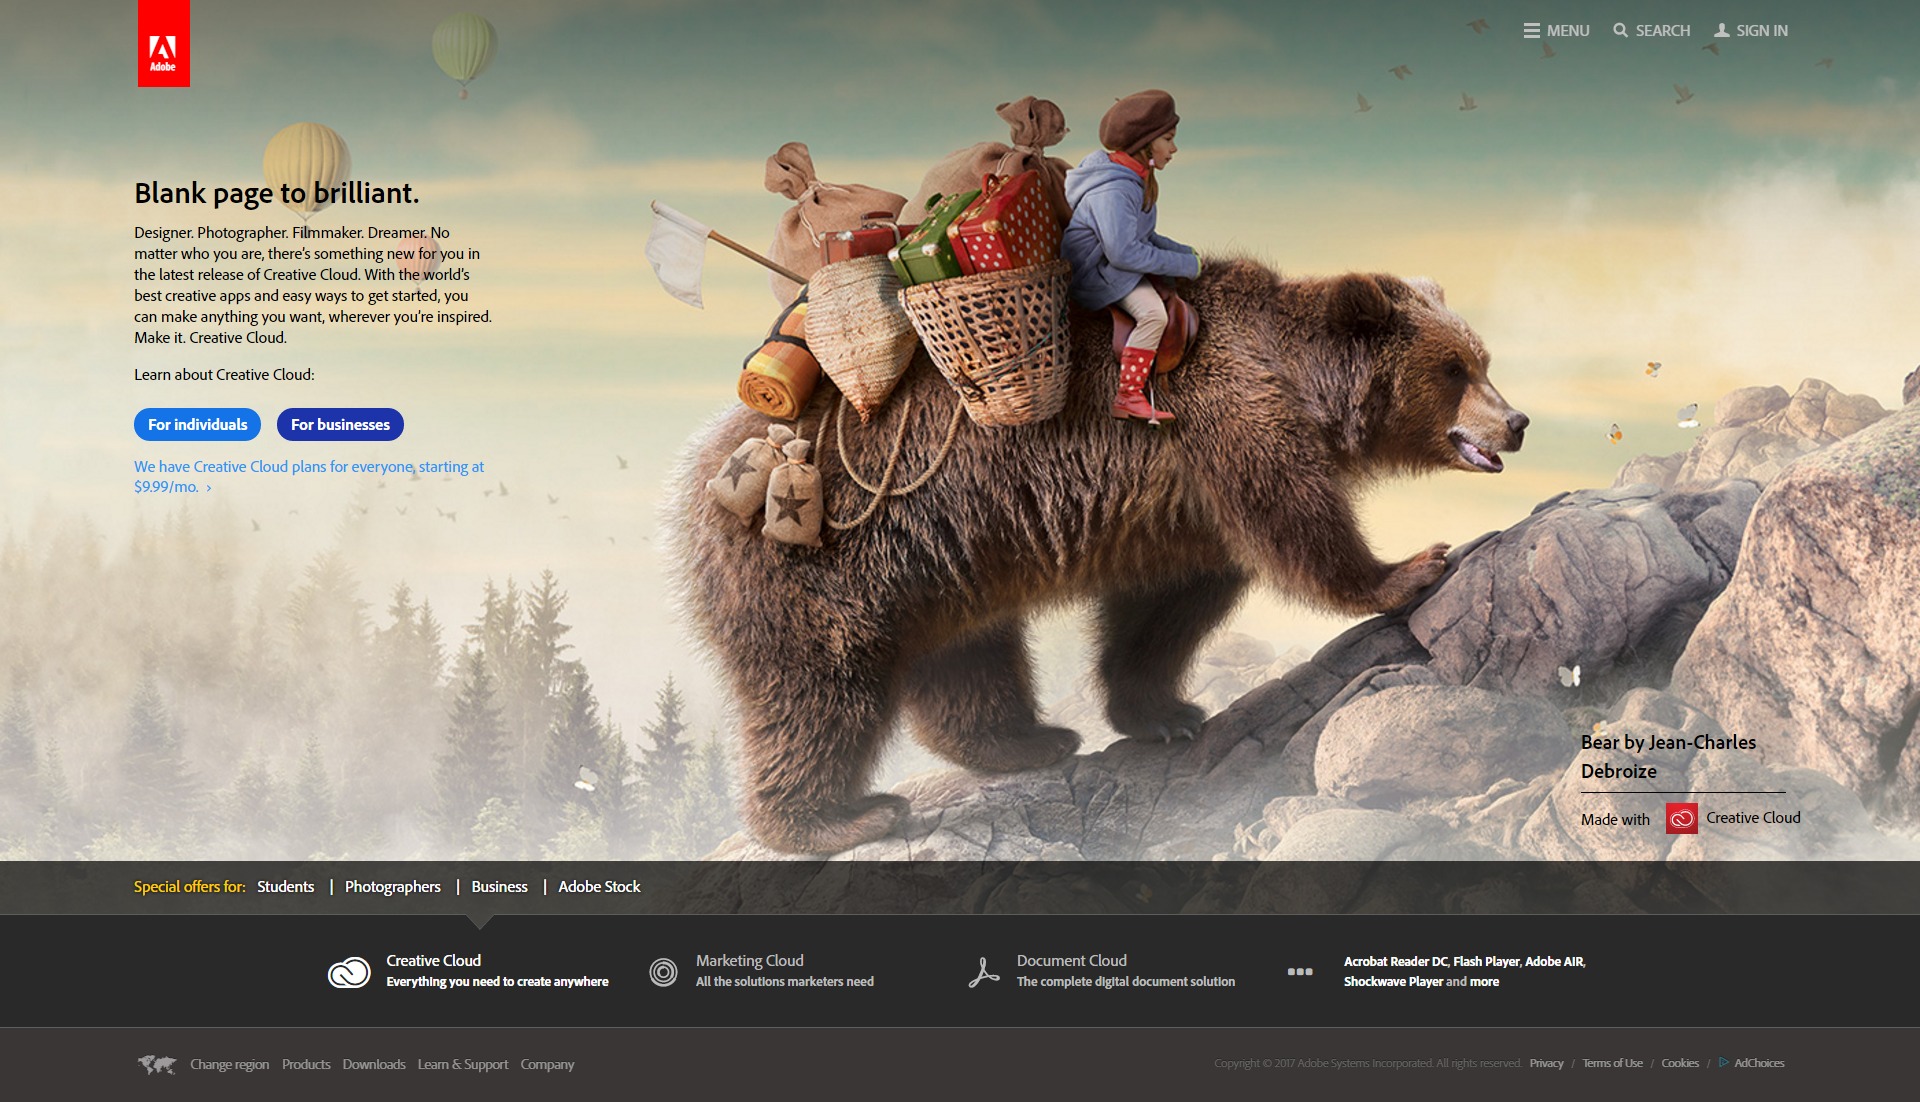 Adobe
MENU
SEARCH
SIGN IN
Blank page to brilliant.
Designer. Photographer. Filmmaker. Dreamer. No
matter who you are, there’s something new for you in
the latest release of Creative Cloud. With the world’s
best creative apps and easy ways to get started, you
can make anything you want, wherever you’re inspired.
Make it. Creative Cloud.
Learn about Creative Cloud:
For individuals
For businesses
We have Creative Cloud plans for everyone, starting at
$9.99/mo. ›
Bear by Jean-Charles
Debroize
Made with Creative Cloud
Special offers for: Students | Photographers | Business | Adobe Stock
Creative Cloud
Everything you need to create anywhere
Marketing Cloud
All the solutions marketers need
Document Cloud
The complete digital document solution
Acrobat Reader DC, Flash Player, Adobe AIR,
Shockwave Player and more
Change region Products Downloads Learn & Support Company
Copyright © 2017 Adobe Systems Incorporated. All rights reserved. Privacy / Terms of Use / Cookies / AdChoices